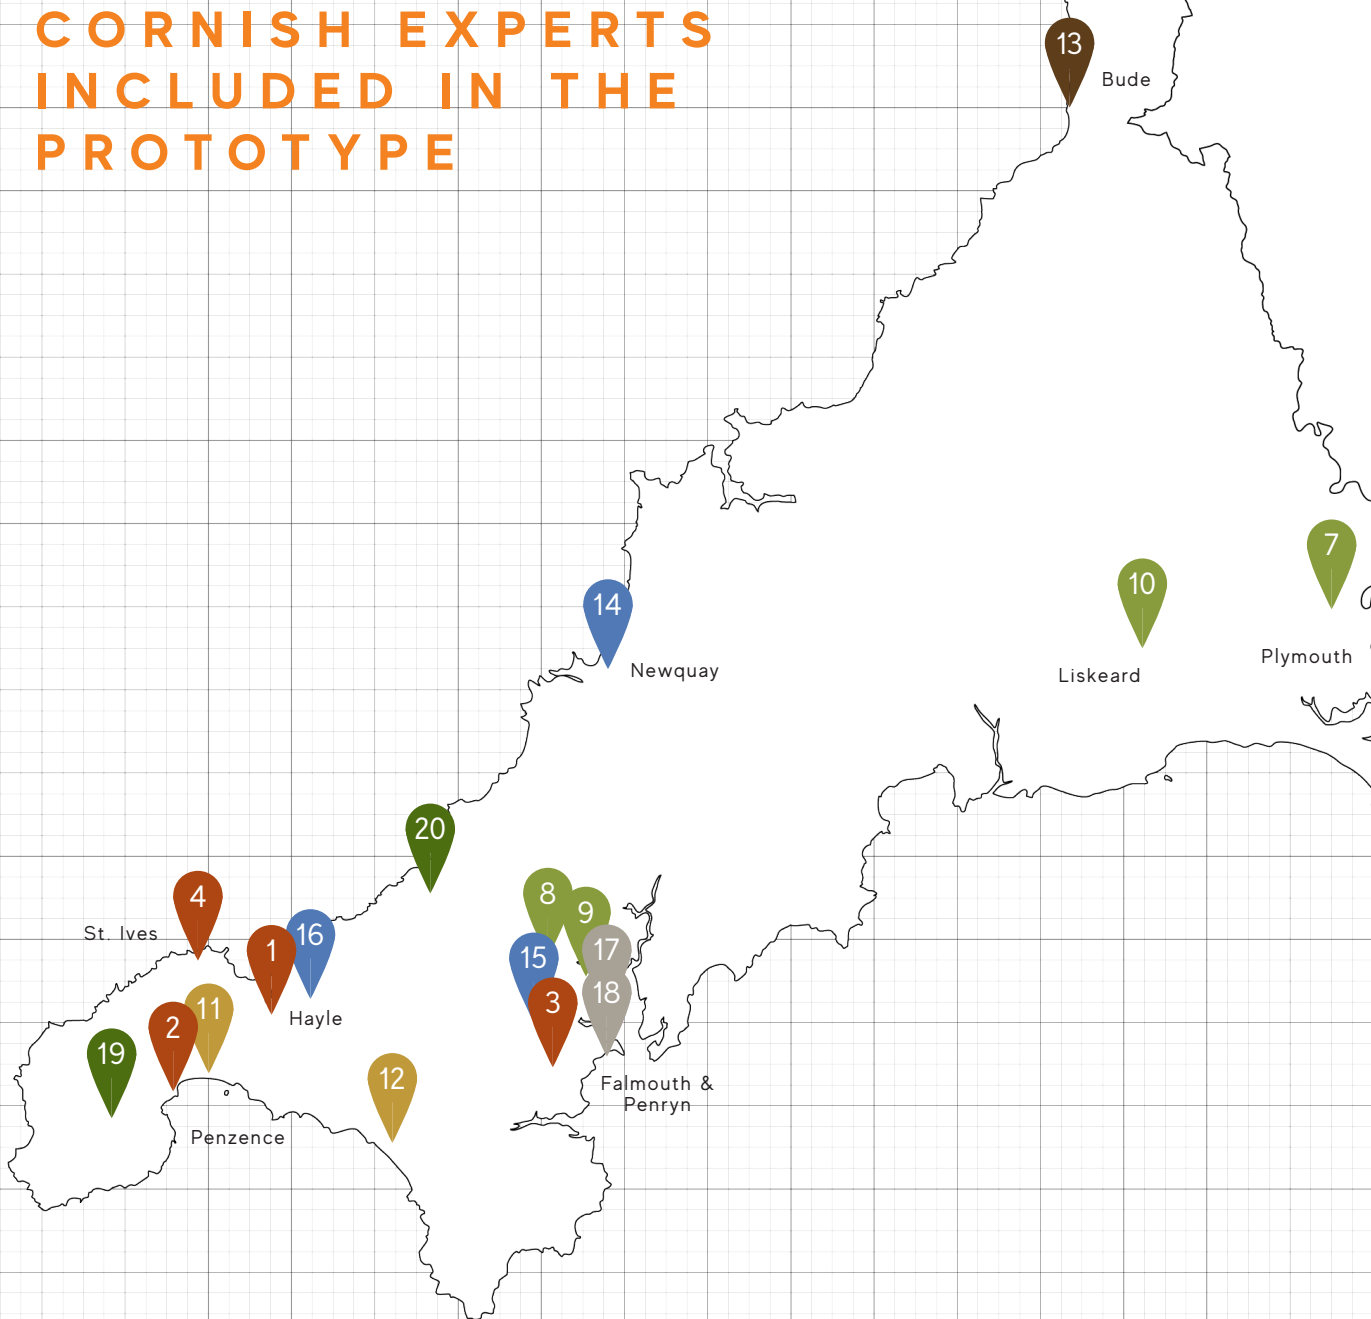 CORNISH EXPERTS
INCLUDED IN THE
PROTOTYPE
13
Bude
7
10
14
Plymouth
Newquay
Liskeard
20
8
4
9
St. Ives
16
1
17
15
18
3
11
Hayle
2
19
12
Falmouth &
Penryn
Penzence